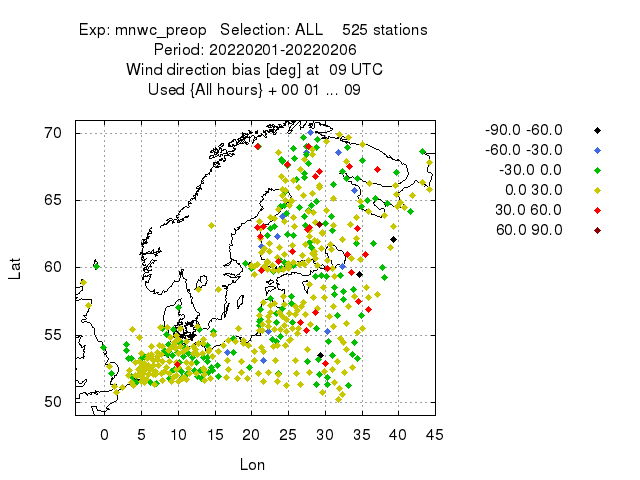 Exp: mnwc_preop   Selection: ALL    525 stations
Period: 20220201-20220206
Wind direction bias [deg] at  09 UTC
Used {All hours} + 00 01 ... 09
-90.0 -60.0
-60.0 -30.0
-30.0 0.0
0.0 30.0
30.0 60.0
60.0 90.0
70
65
60
55
50
Lat
0 5 10 15 20 25 30 35 40 45
Lon